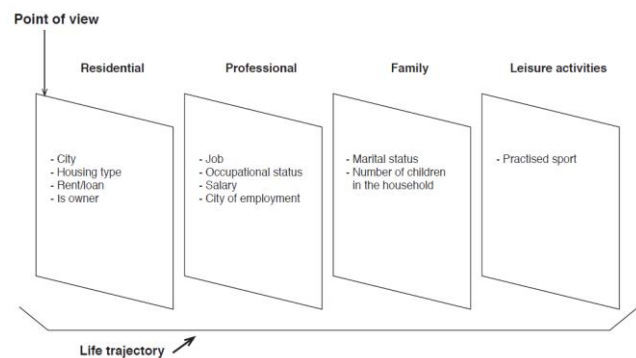 Point of view
Residential
Professional
Family
Leisure activities
- City
- Housing type
- Rent/loan
- Is owner
- Job
- Occupational status
- Salary
- City of employment
- Marital status
- Number of children
in the household
- Practised sport
Life trajectory